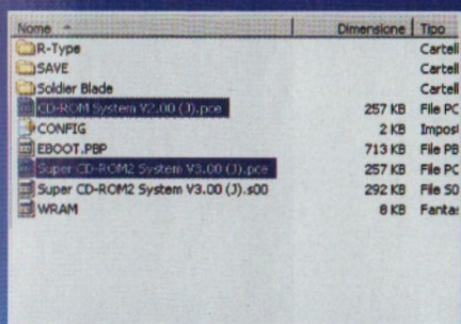 Nome Dimensione Tipo
R-Type Cartell
SAVE Cartell
Soldier Blade Cartell
CD-ROM System V2.00 (J).pce 257 KB File PC
CONFIG 2 KB Impos
EBOOT.PBP 713 KB File PB
Super CD-ROM2 System V3.00 (J).pce 257 KB File PC
Super CD-ROM2 System V3.00 (J).s00 292 KB File S0
WRAM 8 KB Fanta